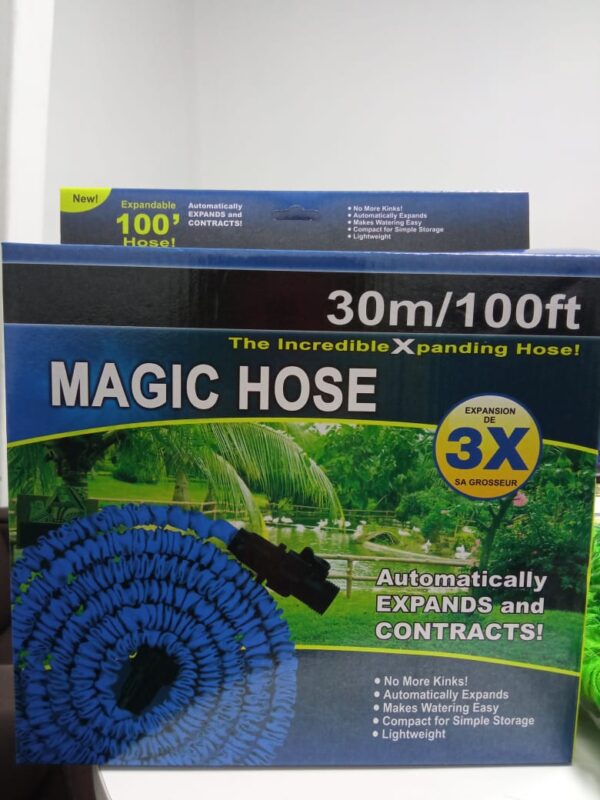 New!
Expandable
100'
Hose!
Automatically
EXPANDS and
CONTRACTS!
• No More Kinks!
• Automatically Expands
• Makes Watering Easy
• Compact for Simple Storage
• Lightweight
30m/100ft
The Incredible Xpanding Hose!
MAGIC HOSE
EXPANSION
DE
3X
SA GROSSEUR
Automatically
EXPANDS and
CONTRACTS!
• No More Kinks!
• Automatically Expands
• Makes Watering Easy
• Compact for Simple Storage
• Lightweight